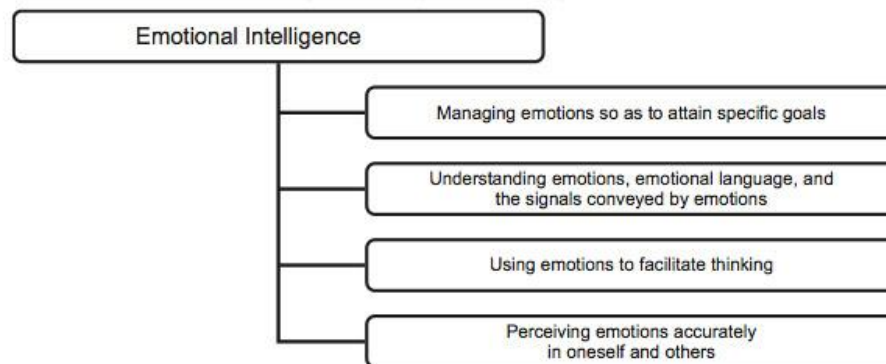 Emotional Intelligence
Managing emotions so as to attain specific goals
Understanding emotions, emotional language, and
the signals conveyed by emotions
Using emotions to facilitate thinking
Perceiving emotions accurately
in oneself and others